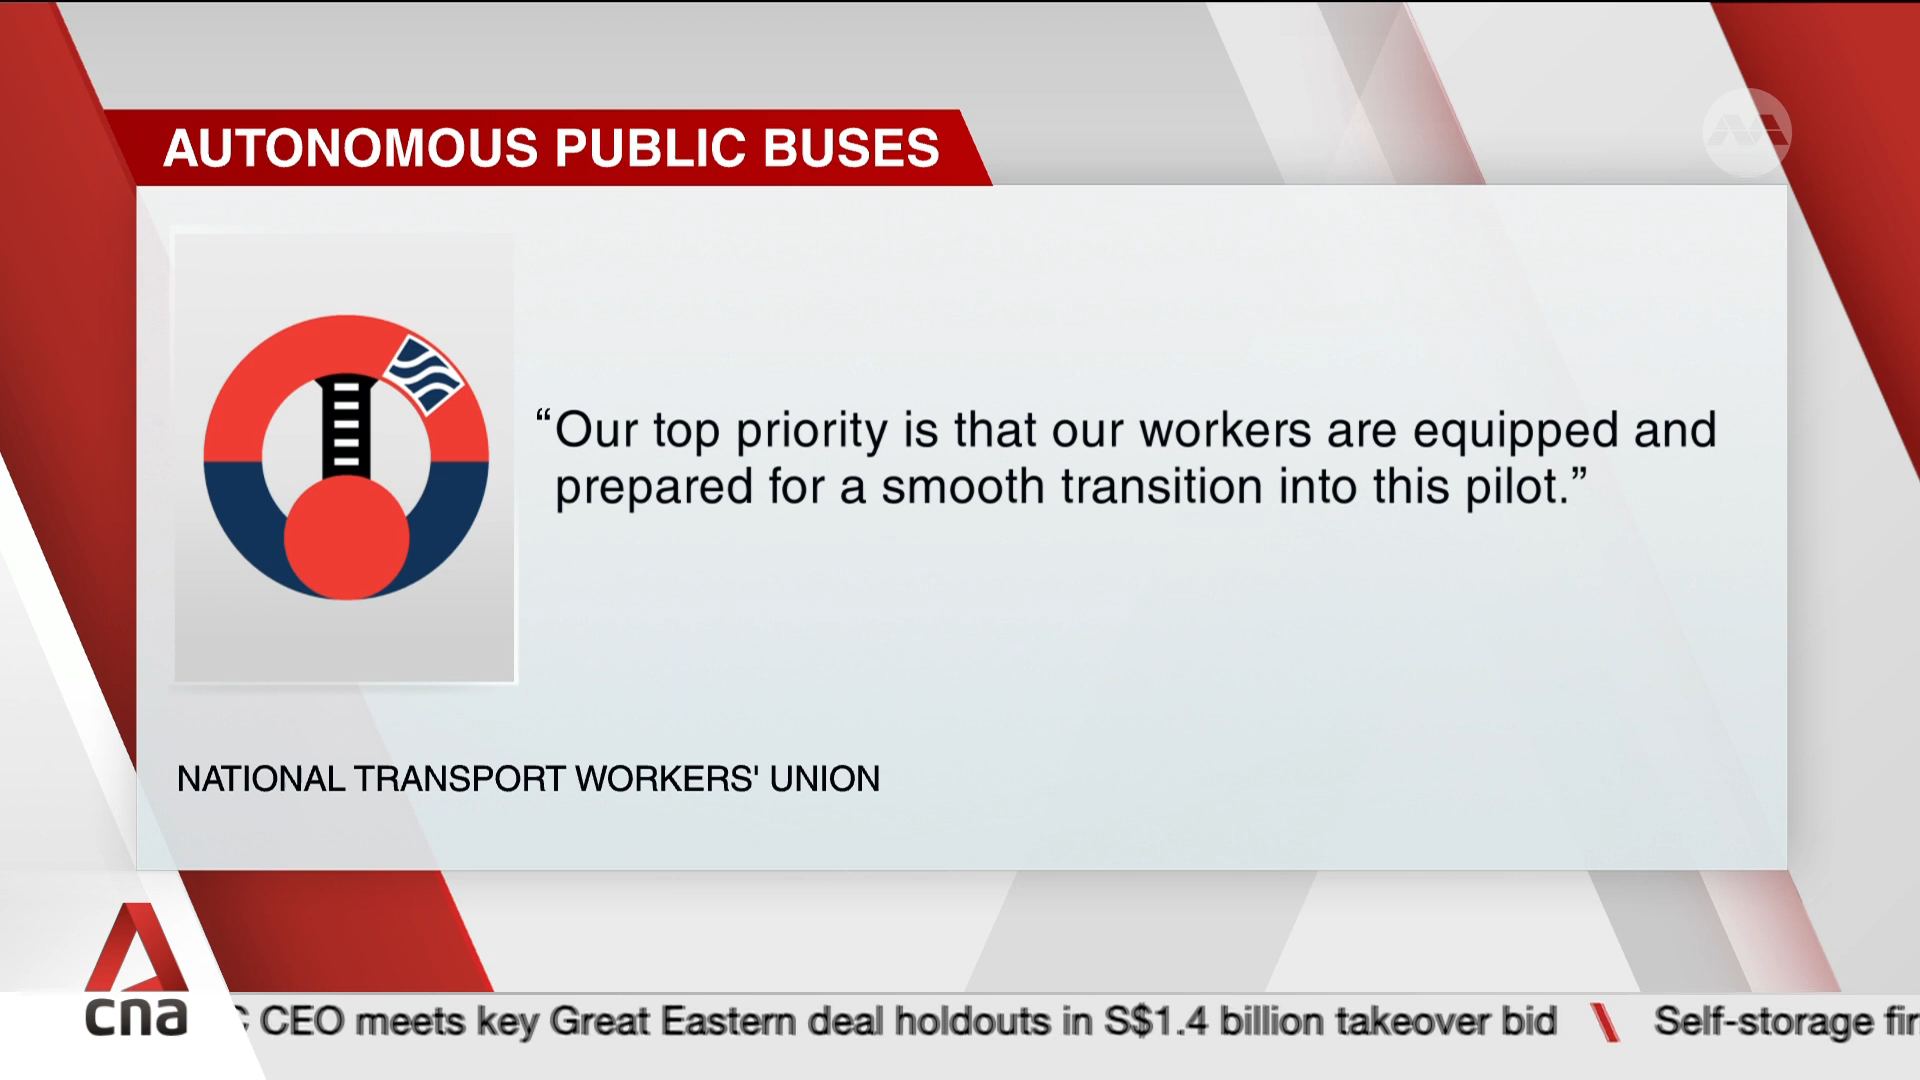 AUTONOMOUS PUBLIC BUSES
“Our top priority is that our workers are equipped and
prepared for a smooth transition into this pilot.”
NATIONAL TRANSPORT WORKERS' UNION
cna
CEO meets key Great Eastern deal holdouts in S$1.4 billion takeover bid
Self-storage